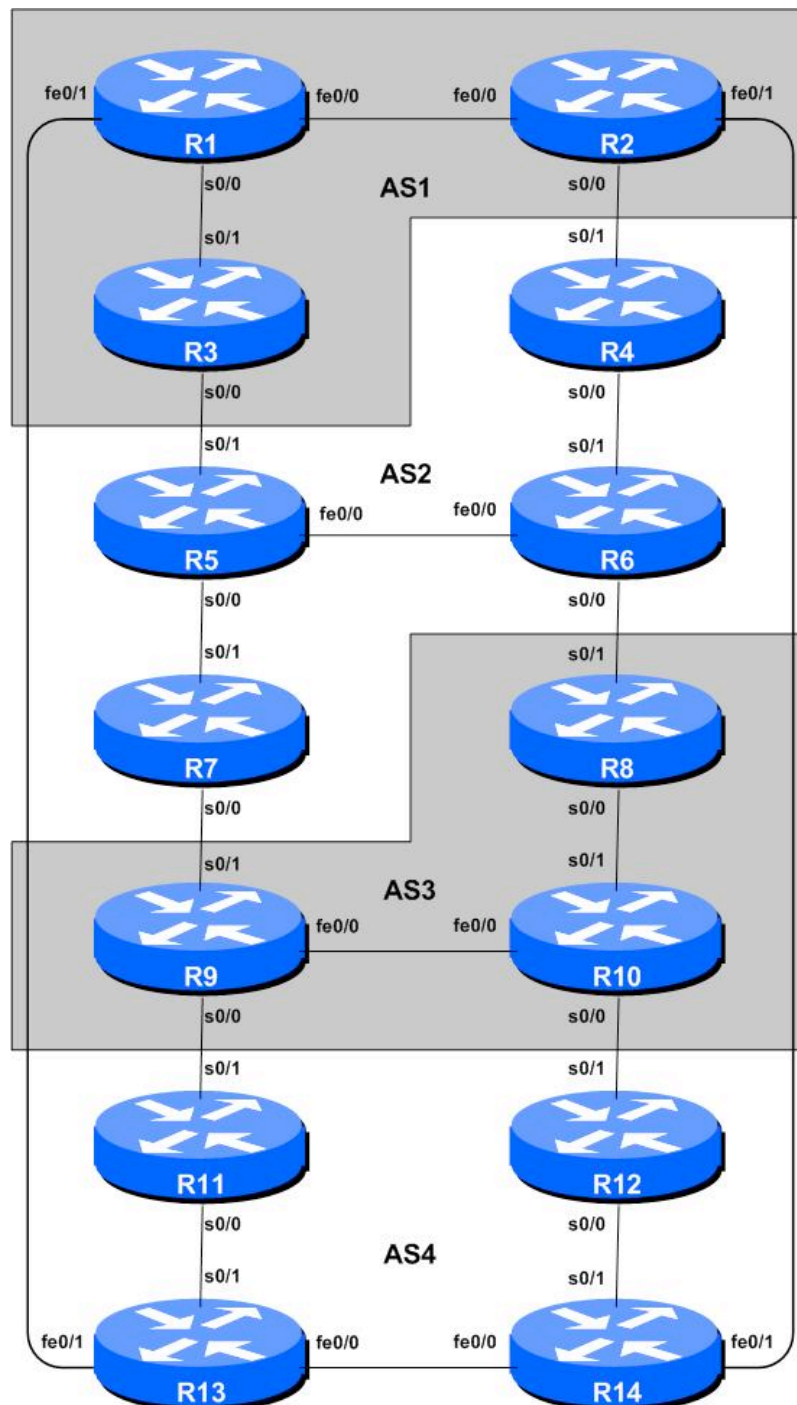 fe0/1 fe0/0 fe0/0 fe0/1
R1 R2
s0/0 AS1 s0/0
s0/1 s0/1
R3 R4
s0/0 s0/0
s0/1 AS2 s0/1
fe0/0 fe0/0
R5 R6
s0/0 s0/0
s0/1 s0/1
R7 R8
s0/0 s0/0
s0/1 AS3 s0/1
fe0/0 fe0/0
R9 R10
s0/0 s0/0
s0/1 s0/1
R11 R12
s0/0 s0/0
AS4
s0/1 s0/1
fe0/1 fe0/0 fe0/0 fe0/1
R13 R14